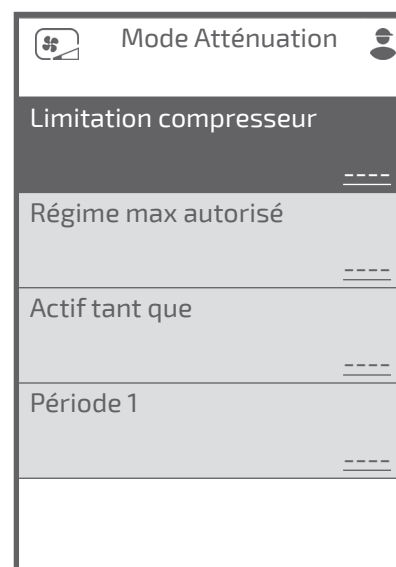 Mode Atténuation
Limitation compresseur
----
Régime max autorisé
----
Actif tant que
----
Période 1
----